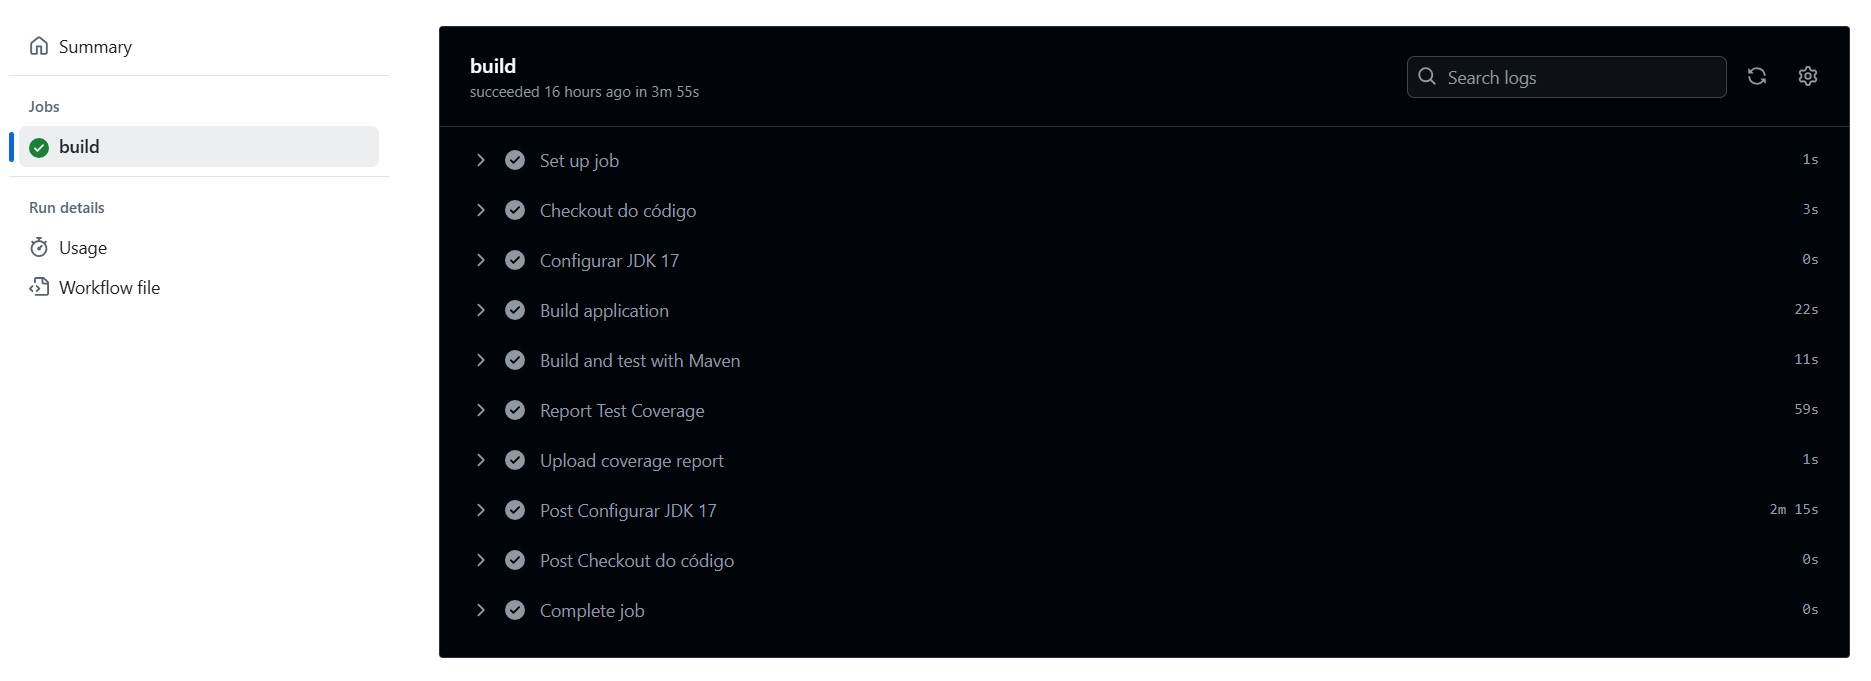 Summary
Jobs
build
Run details
Usage
Workflow file
build
succeeded 16 hours ago in 3m 55s
Search logs
Set up job 1s
Checkout do código 3s
Configurar JDK 17 0s
Build application 22s
Build and test with Maven 11s
Report Test Coverage 59s
Upload coverage report 1s
Post Configurar JDK 17 2m 15s
Post Checkout do código 0s
Complete job 0s